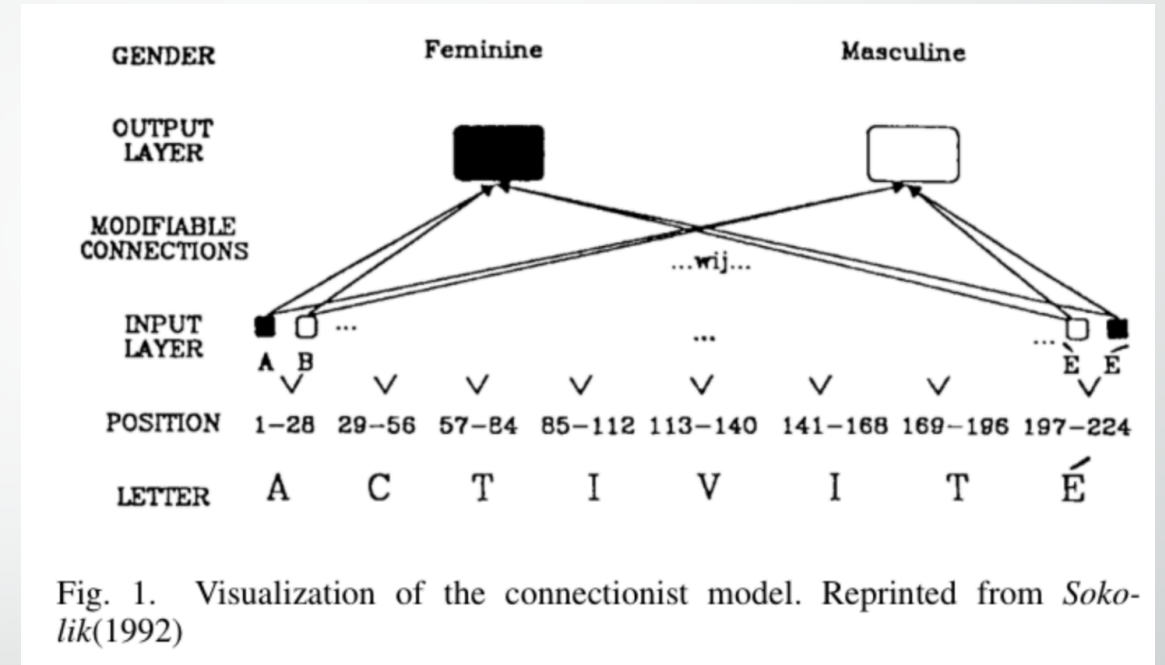 GENDER Feminine Masculine
OUTPUT
LAYER
MODIFIABLE
CONNECTIONS
...wij...
INPUT
LAYER
... ... ...
A B È É
POSITION 1-28 29-56 57-84 85-112 113-140 141-168 169-196 197-224
LETTER A C T I V I T É
Fig. 1. Visualization of the connectionist model. Reprinted from Soko-
lik(1992)